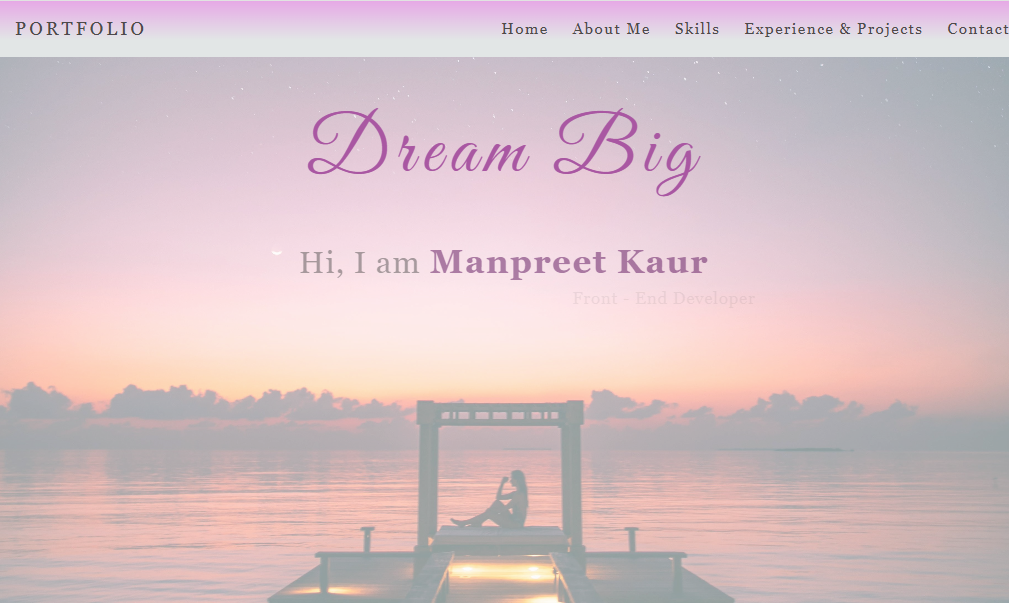 PORTFOLIO Home About Me Skills Experience & Projects Contact
Dream Big
Hi, I am Manpreet Kaur
Front - End Developer